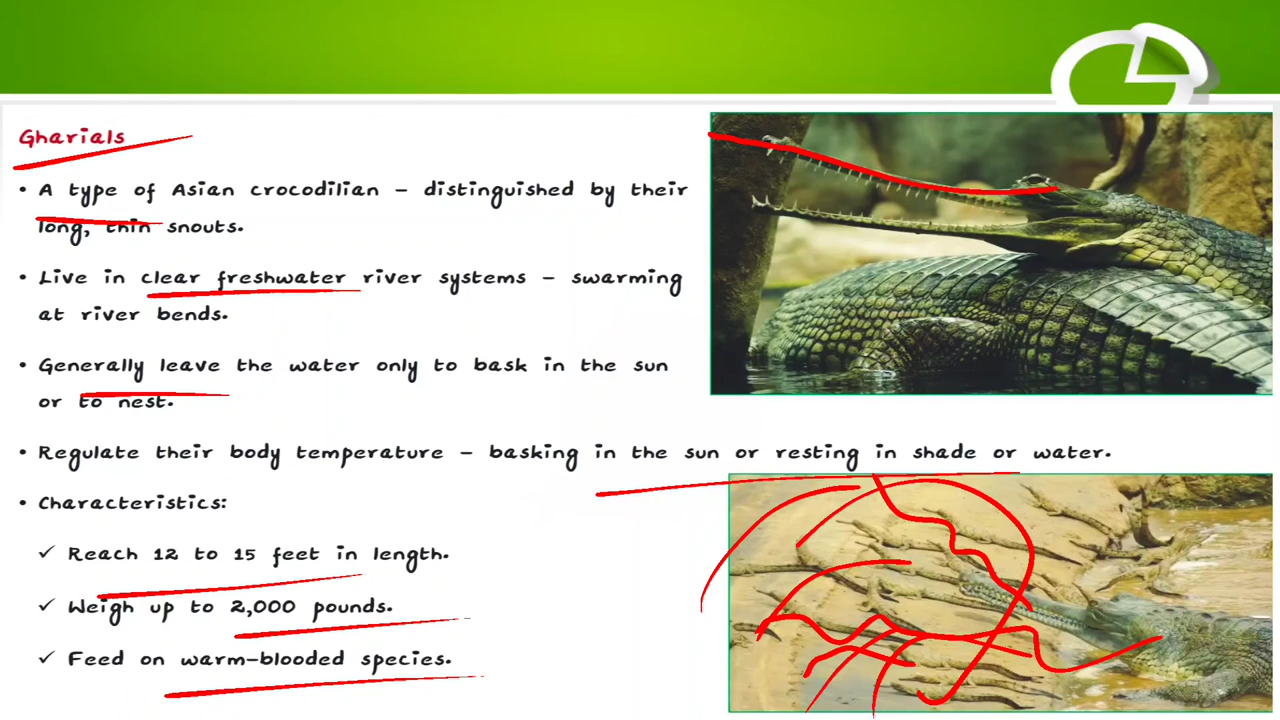 Gharials
• A type of Asian crocodilian – distinguished by their
long, thin snouts.
• Live in clear freshwater river systems – swarming
at river bends.
• Generally leave the water only to bask in the sun
or to nest.
• Regulate their body temperature – basking in the sun or resting in shade or water.
• Characteristics:
✓ Reach 12 to 15 feet in length.
✓ Weigh up to 2,000 pounds.
✓ Feed on warm-blooded species.